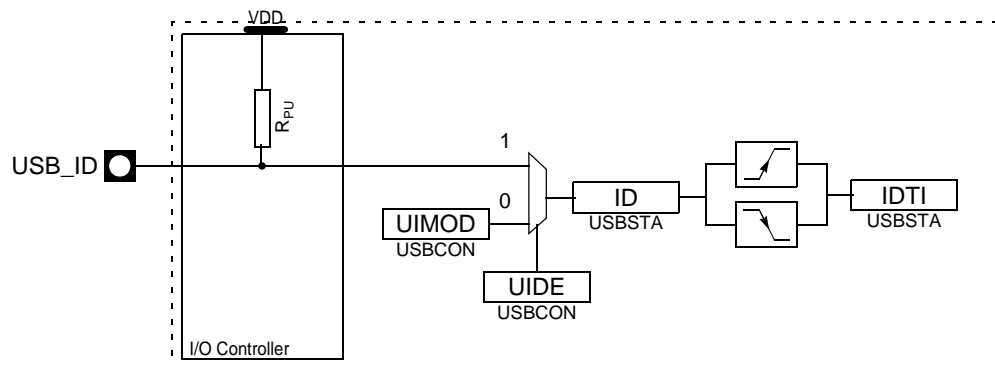 VDD
RPU
1
USB_ID
0
ID
USBSTA
IDTI
USBSTA
UIMOD
USBCON
UIDE
USBCON
I/O Controller